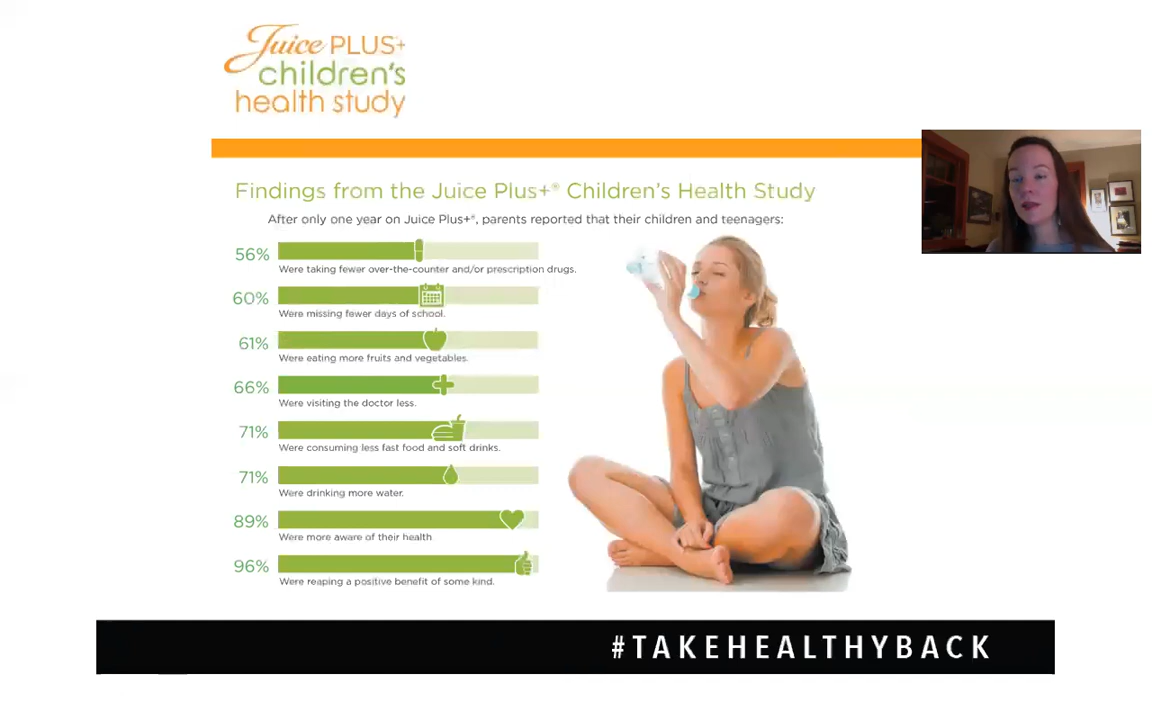 Juice PLUS+
children's
health study
Findings from the Juice Plus+® Children's Health Study
After only one year on Juice Plus+®, parents reported that their children and teenagers:
56%
Were taking fewer over-the-counter and/or prescription drugs.
60%
Were missing fewer days of school.
61%
Were eating more fruits and vegetables.
66%
Were visiting the doctor less.
71%
Were consuming less fast food and soft drinks.
71%
Were drinking more water.
89%
Were more aware of their health
96%
Were reaping a positive benefit of some kind.
#TAKEHEALTHYBACK